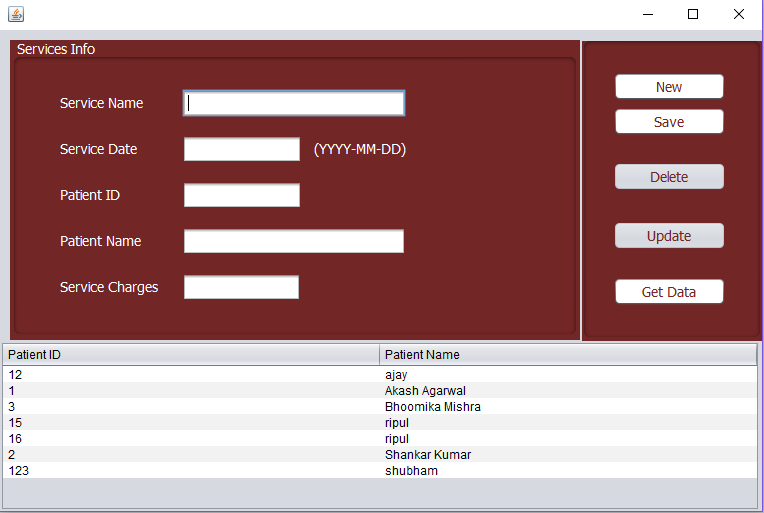 Services Info
Service Name
Service Date (YYYY-MM-DD)
Patient ID
Patient Name
Service Charges
New
Save
Delete
Update
Get Data
Patient ID Patient Name
12 ajay
1 Akash Agarwal
3 Bhoomika Mishra
15 ripul
16 ripul
2 Shankar Kumar
123 shubham